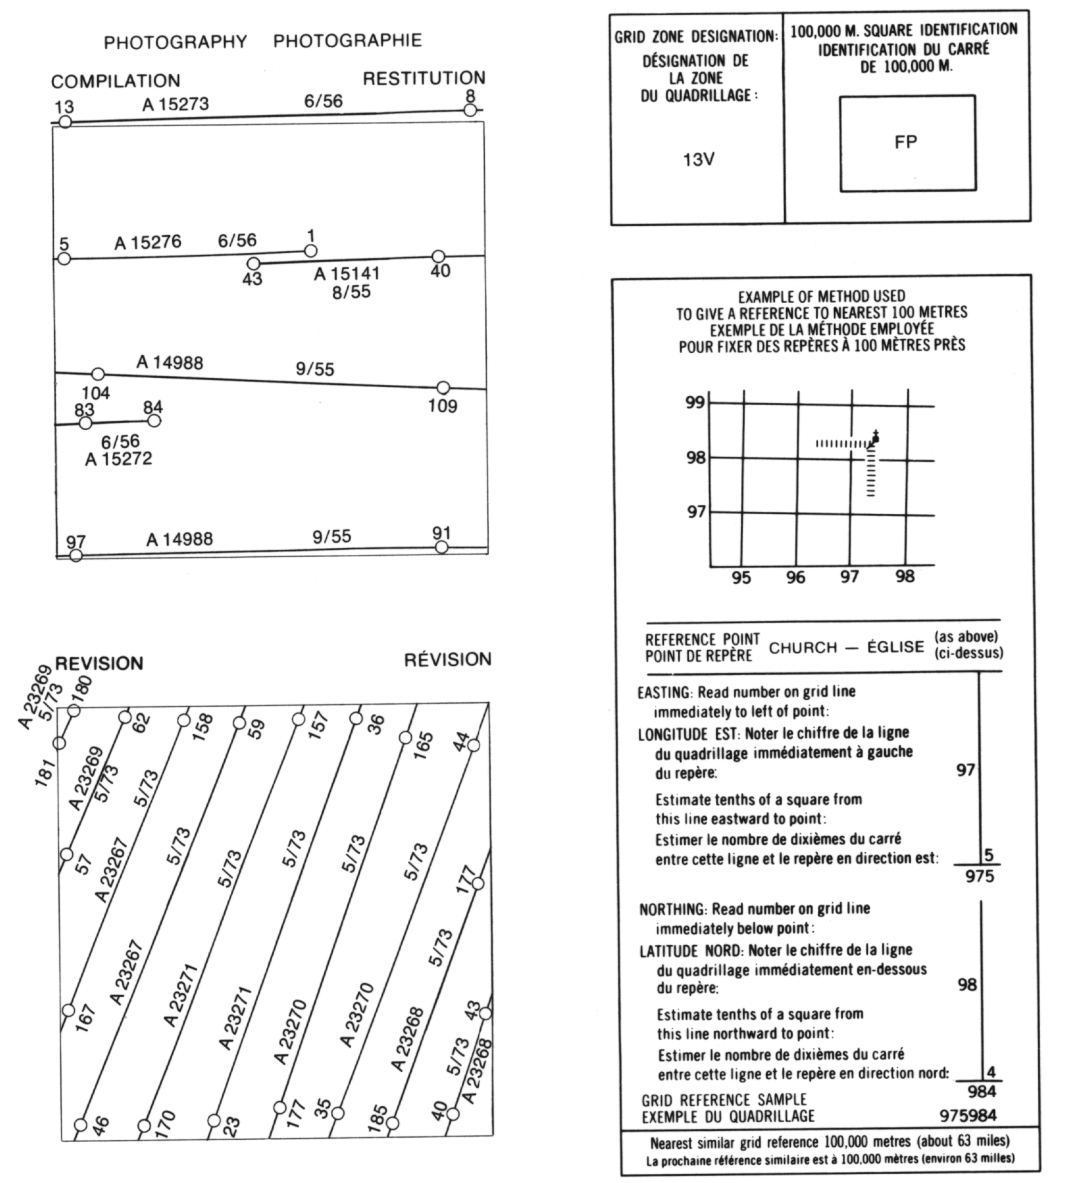 PHOTOGRAPHY PHOTOGRAPHIE
COMPILATION RESTITUTION
13 A 15273 6/56 8
5 A 15276 6/56 1
43 A 15141 40
8/55
A 14988 9/55
104 109
83 84
6/56
A 15272
97 A 14988 9/55 91
REVISION RÉVISION
A 23269
5/73
180
181
62
A 23269
5/73
57
158
5/73
A 23267
167
59
5/73
A 23267
46
157
5/73
A 23271
170
36
5/73
A 23271
23
165
5/73
A 23270
177
44
5/73
A 23270
35
177
5/73
A 23268
185
43
5/73
A 23268
40
GRID ZONE DESIGNATION:
DÉSIGNATION DE
LA ZONE
DU QUADRILLAGE :
13V
100,000 M. SQUARE IDENTIFICATION
IDENTIFICATION DU CARRÉ
DE 100,000 M.
FP
EXAMPLE OF METHOD USED
TO GIVE A REFERENCE TO NEAREST 100 METRES
EXEMPLE DE LA MÉTHODE EMPLOYÉE
POUR FIXER DES REPÈRES À 100 MÈTRES PRÈS
99
98
97
95 96 97 98
REFERENCE POINT
POINT DE REPÈRE
CHURCH — ÉGLISE
(as above)
(ci-dessus)
EASTING: Read number on grid line
immediately to left of point:
LONGITUDE EST: Noter le chiffre de la ligne
du quadrillage immédiatement à gauche
du repère: 97
Estimate tenths of a square from
this line eastward to point:
Estimer le nombre de dixièmes du carré
entre cette ligne et le repère en direction est: 5
975
NORTHING: Read number on grid line
immediately below point:
LATITUDE NORD: Noter le chiffre de la ligne
du quadrillage immédiatement en-dessous
du repère: 98
Estimate tenths of a square from
this line northward to point:
Estimer le nombre de dixièmes du carré
entre cette ligne et le repère en direction nord: 4
GRID REFERENCE SAMPLE 984
EXEMPLE DU QUADRILLAGE 975984
Nearest similar grid reference 100,000 metres (about 63 miles)
La prochaine référence similaire est à 100,000 mètres (environ 63 milles)